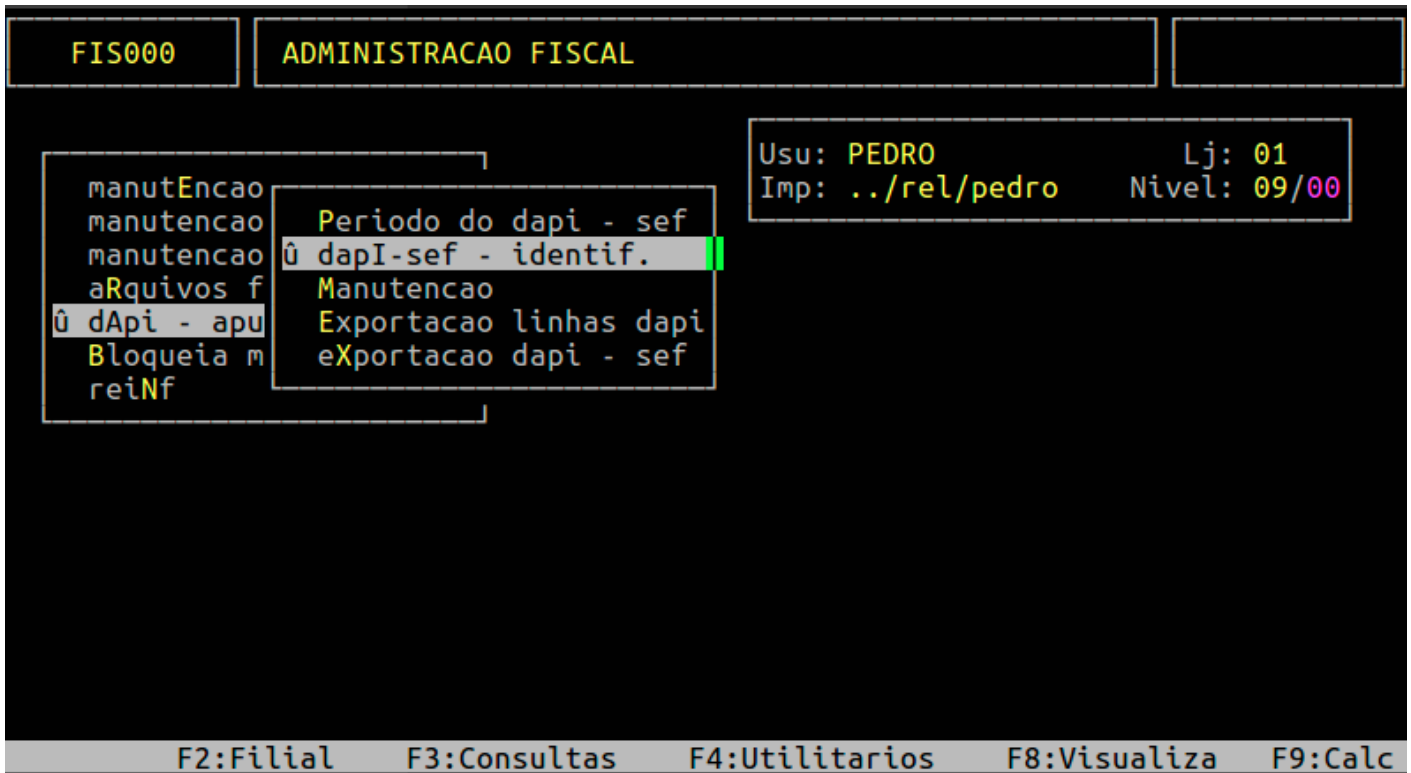 FIS000 ADMINISTRACAO FISCAL
Usu: PEDRO Lj: 01
Imp: ../rel/pedro Nivel: 09/00
manutEncao
manutencao
manutencao
aRquivos f
û dApi - apu
Bloqueia m
reiNf
Periodo do dapi - sef
û dapI-sef - identif.
Manutencao
Exportacao linhas dapi
eXportacao dapi - sef
F2:Filial F3:Consultas F4:Utilitarios F8:Visualiza F9:Calc